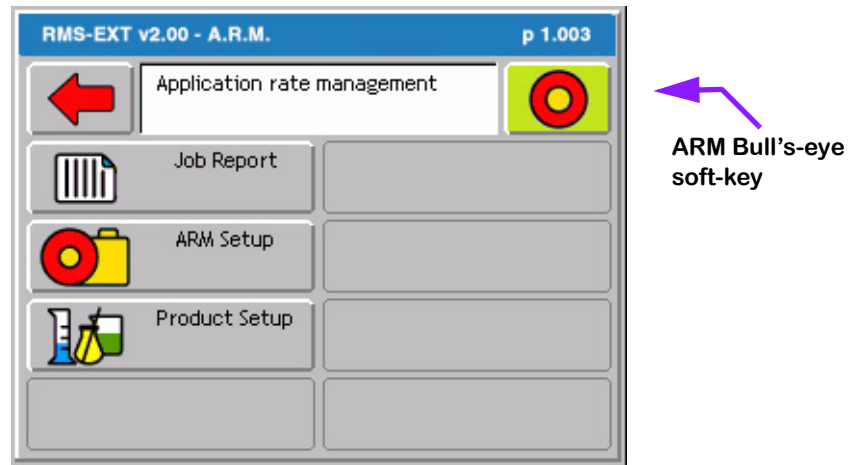 RMS-EXT v2.00 - A.R.M.    p 1.003
Application rate management
ARM Bull's-eye
soft-key
Job Report
ARM Setup
Product Setup